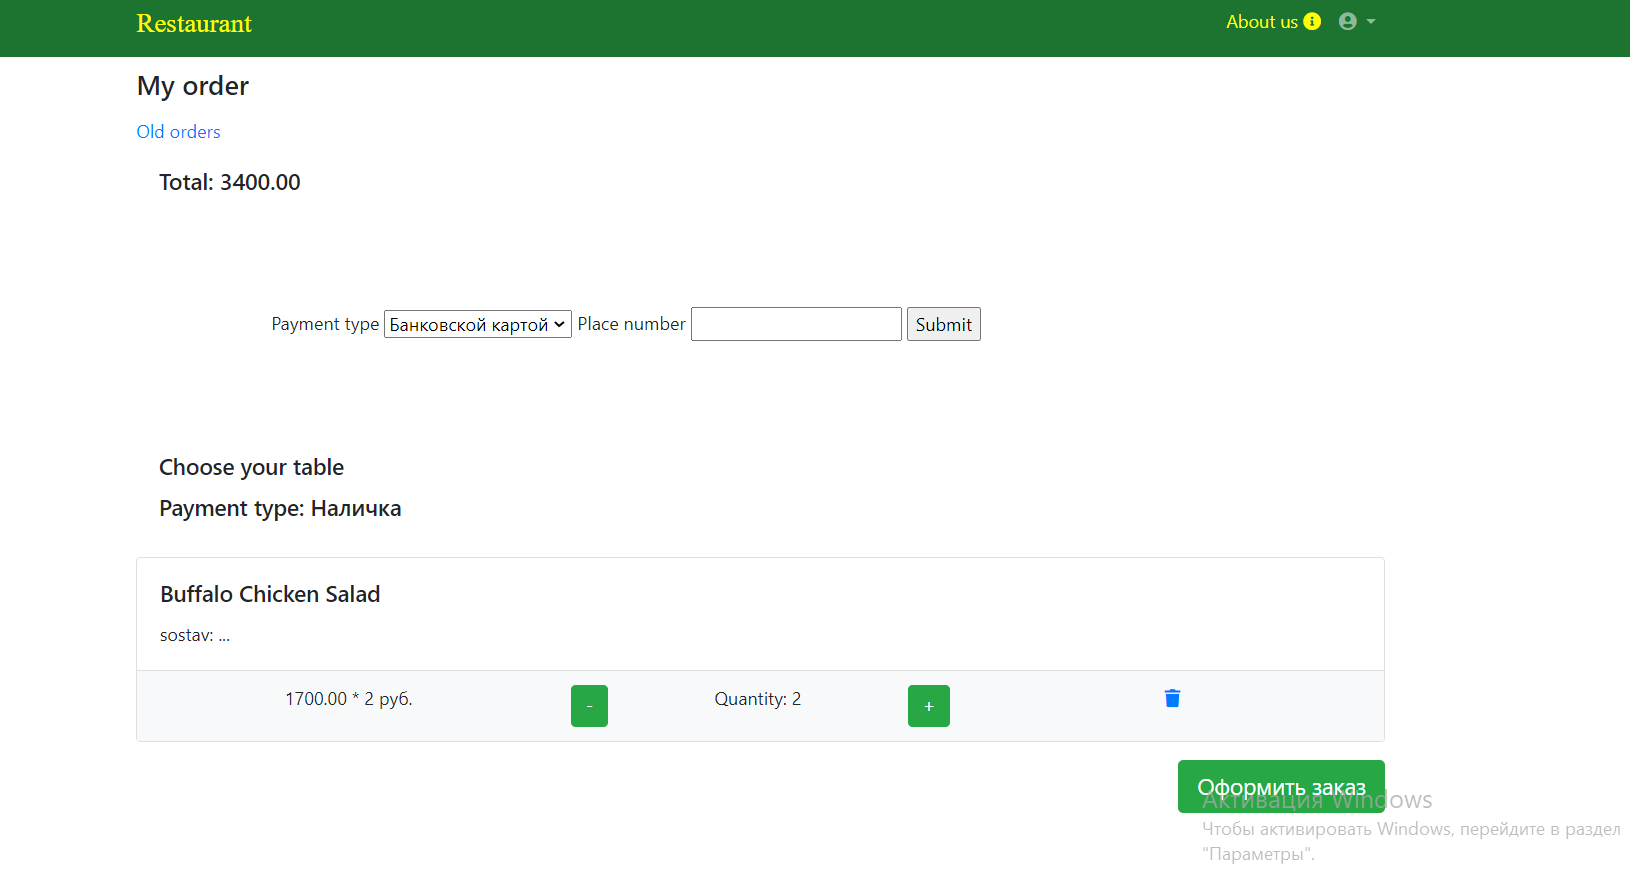 Restaurant
About us
My order
Old orders
Total: 3400.00
Payment type Банковской картой Place number Submit
Choose your table
Payment type: Наличка
Buffalo Chicken Salad
sostav: ...
1700.00 * 2 руб. - Quantity: 2 +
Оформить заказ
Активация Windows
Чтобы активировать Windows, перейдите в раздел
"Параметры".